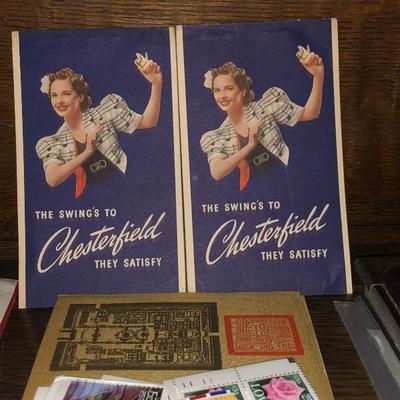 THE SWING'S TO
Chesterfield
THEY SATISFY
THE SWING'S TO
Chesterfield
THEY SATISFY